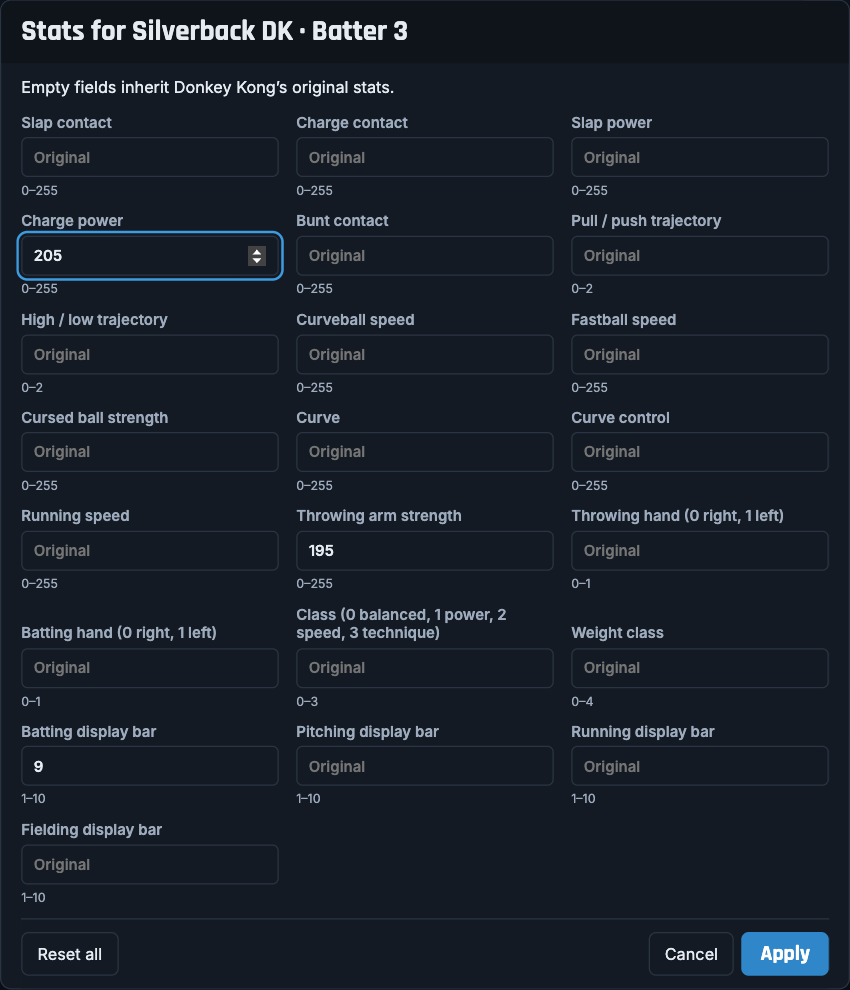 Stats for Silverback DK · Batter 3
Empty fields inherit Donkey Kong's original stats.
Slap contact
Original
0–255
Charge contact
Original
0–255
Slap power
Original
0–255
Charge power
205
0–255
Bunt contact
Original
0–255
Pull / push trajectory
Original
0–2
High / low trajectory
Original
0–2
Curveball speed
Original
0–255
Fastball speed
Original
0–255
Cursed ball strength
Original
0–255
Curve
Original
0–255
Curve control
Original
0–255
Running speed
Original
0–255
Throwing arm strength
195
0–255
Throwing hand (0 right, 1 left)
Original
0–1
Batting hand (0 right, 1 left)
Original
0–1
Class (0 balanced, 1 power, 2
speed, 3 technique)
Original
0–3
Weight class
Original
0–4
Batting display bar
9
1–10
Pitching display bar
Original
1–10
Running display bar
Original
1–10
Fielding display bar
Original
1–10
Reset all
Cancel
Apply